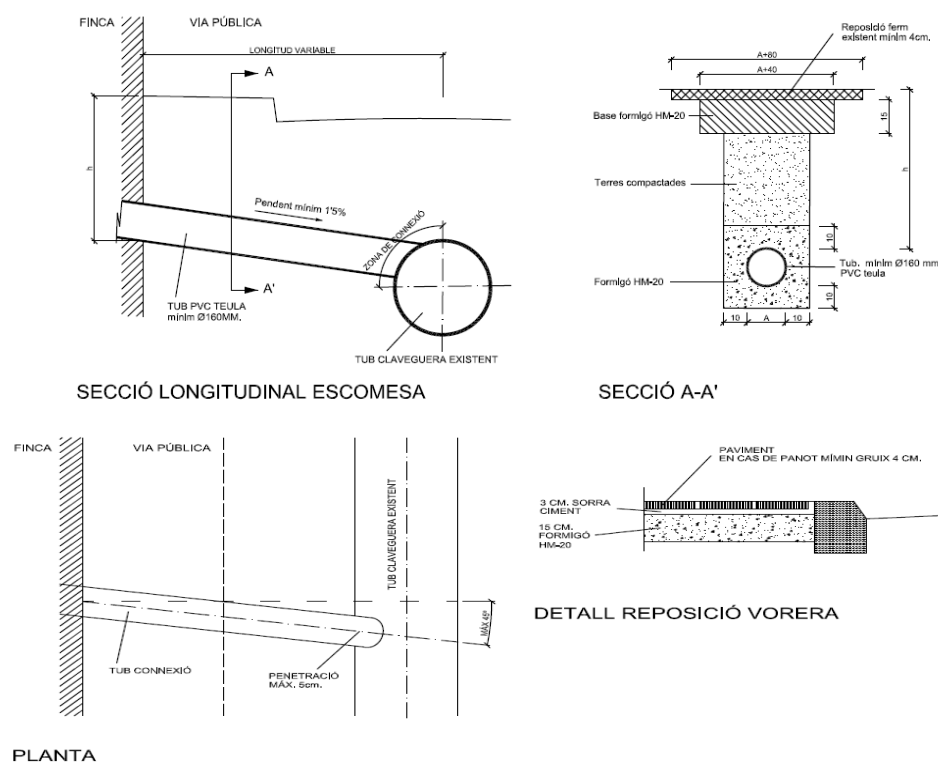 FINCA
VIA PÚBLICA
LONGITUD VARIABLE
A
h
Pendent mínim 1'5%
ZONA DE CONNEXIÓ
A'
TUB PVC TEULA
mínim Ø160MM.
TUB CLAVEGUERA EXISTENT
SECCIÓ LONGITUDINAL ESCOMESA
Reposició ferm
existent mínim 4cm.
A+80
A+40
Base formigó HM-20
15
h
Terres compactades
10
Tub. mínim Ø160 mm
PVC teula
Formigó HM-20
10
10
A
10
SECCIÓ A-A'
FINCA
VIA PÚBLICA
TUB CLAVEGUERA EXISTENT
MÀX 45º
TUB CONNEXIÓ
PENETRACIÓ
MÁX. 5cm.
PLANTA
PAVIMENT
EN CAS DE PANOT MÍMIN GRUIX 4 CM.
3 CM. SORRA
CIMENT
15 CM.
FORMIGÓ
HM-20
DETALL REPOSICIÓ VORERA